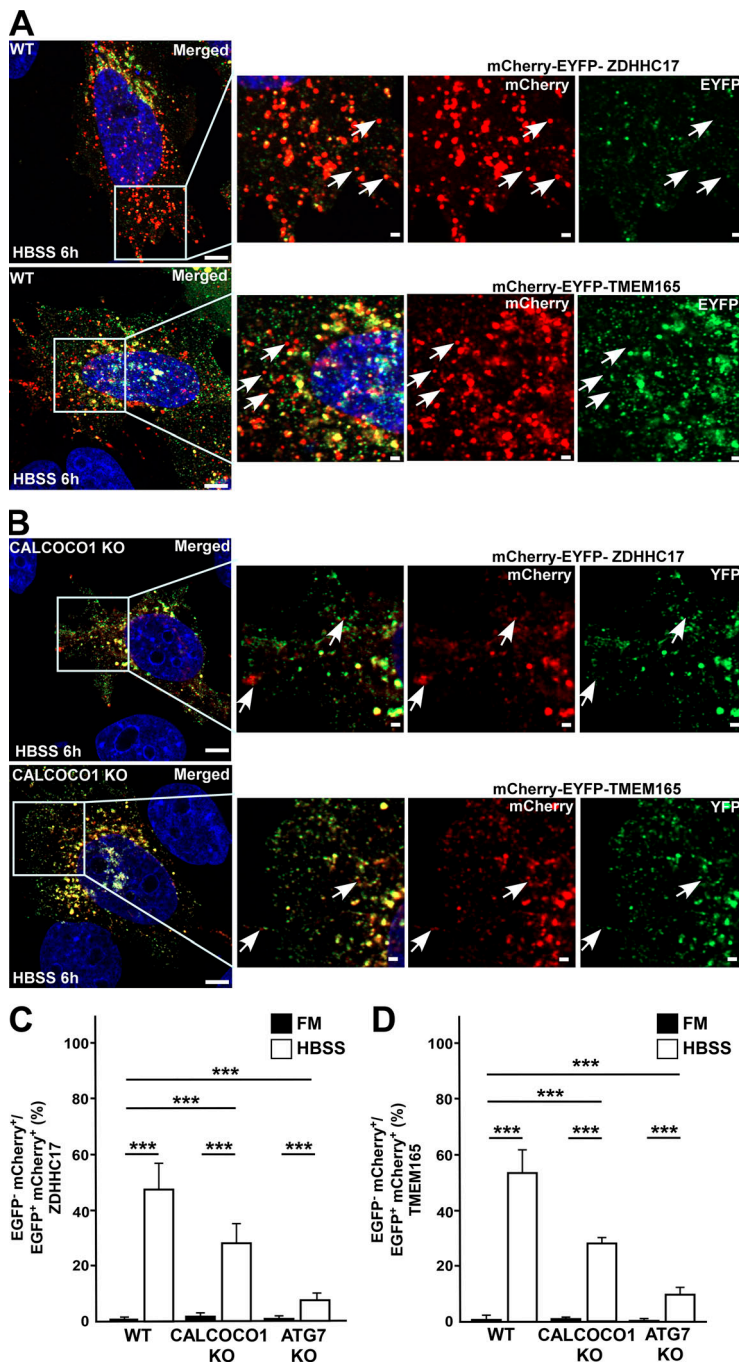 A
WT Merged
HBSS 6h
mCherry-EYFP- ZDHHC17
mCherry
EYFP
WT Merged
HBSS 6h
mCherry-EYFP-TMEM165
mCherry
EYFP
B
CALCOCO1 KO Merged
HBSS 6h
mCherry-EYFP- ZDHHC17
mCherry
YFP
CALCOCO1 KO Merged
HBSS 6h
mCherry-EYFP-TMEM165
mCherry
YFP
C
FM
HBSS
EGFP⁻ mCherry⁺/
EGFP⁺ mCherry⁺ (%)
ZDHHC17
100
80
60
40
20
0
***
***
*** *** ***
WT CALCOCO1 ATG7
KO KO
D
FM
HBSS
EGFP⁻ mCherry⁺/
EGFP⁺ mCherry⁺ (%)
TMEM165
100
80
60
40
20
0
***
***
*** *** ***
WT CALCOCO1 ATG7
KO KO